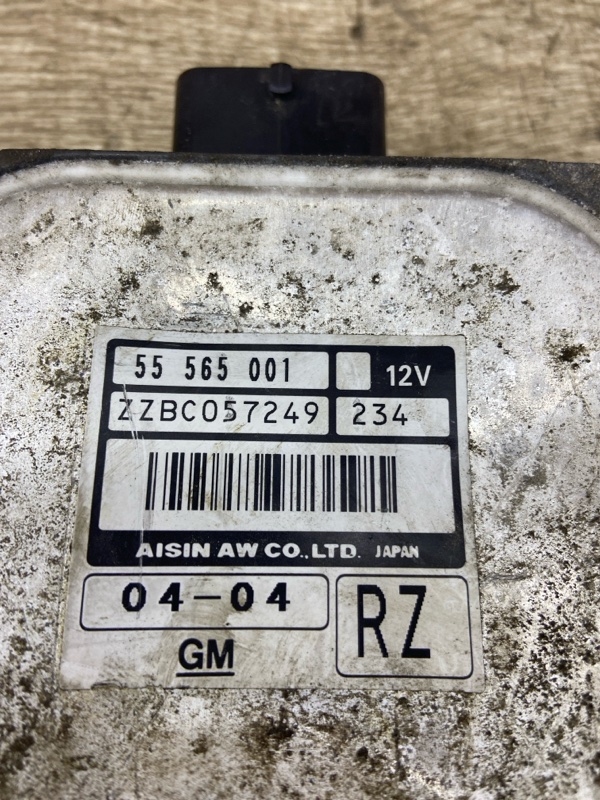 55 565 001 12V
ZZBC057249 234
AISIN AW CO.,LTD. JAPAN
04-04 RZ
GM